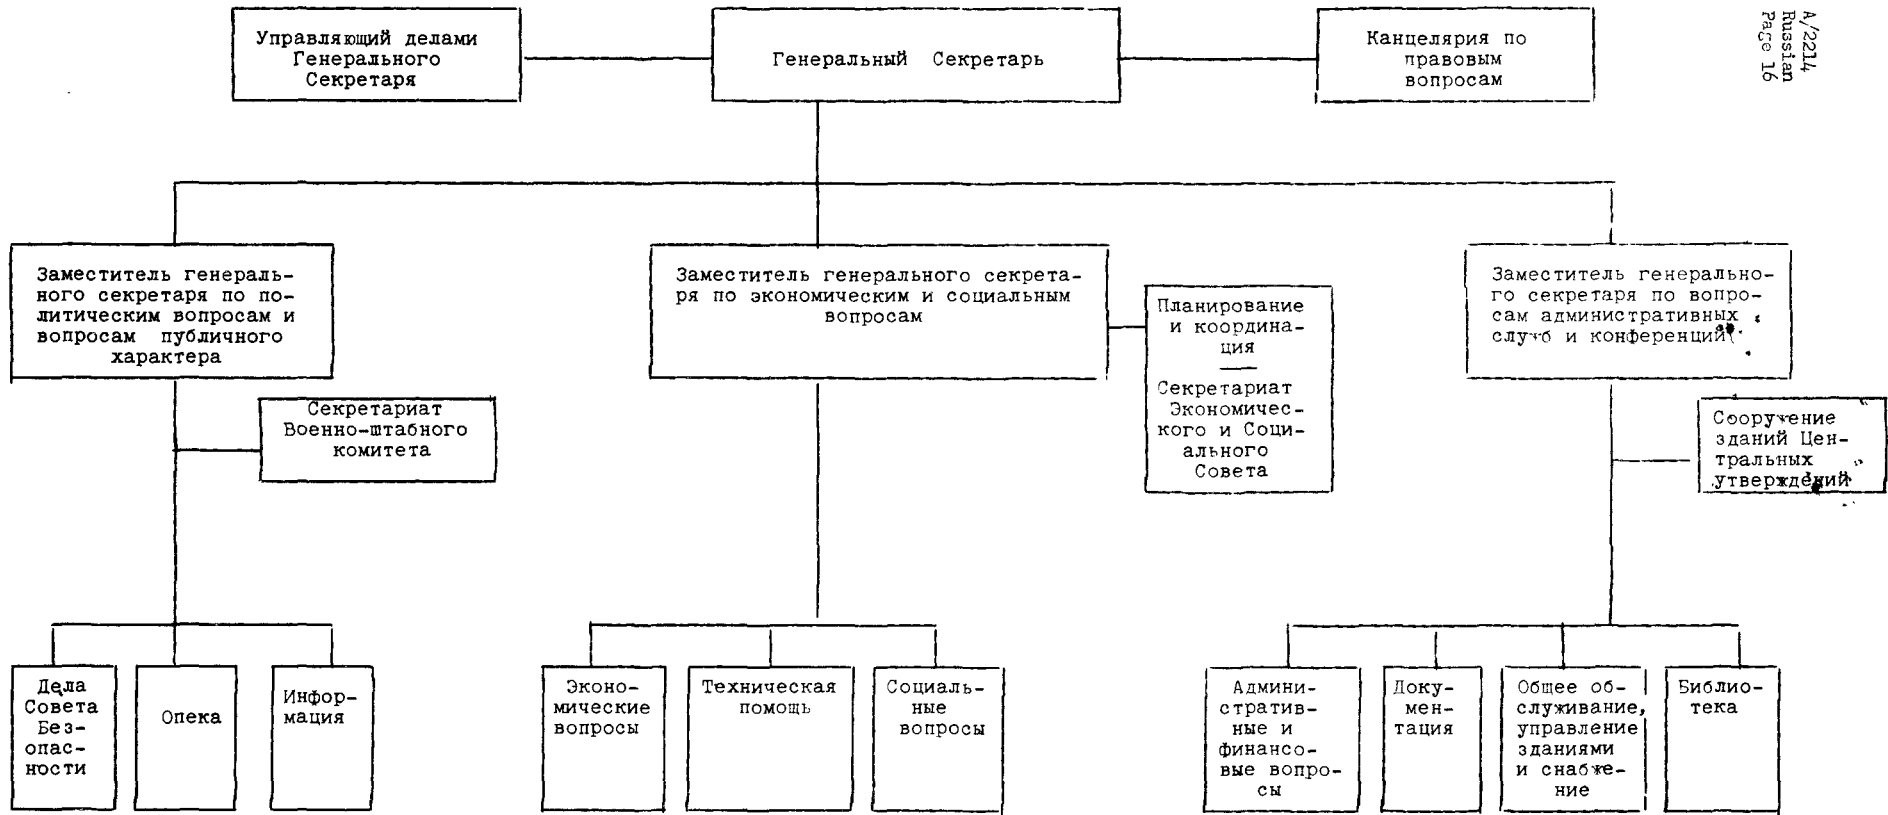 A/2214
Russian
Page 16
Управляющий делами
Генерального
Секретаря
Генеральный Секретарь
Канцелярия по
правовым
вопросам
Заместитель генераль-
ного секретаря по по-
литическим вопросам и
вопросам публичного
характера
Заместитель генерального секрета-
ря по экономическим и социальным
вопросам
Планирование
и координа-
ция
Секретариат
Экономичес-
кого и Соци-
ального
Совета
Заместитель генерально-
го секретаря по вопро-
сам административных
служб и конференций
Секретариат
Военно-штабного
комитета
Сооружение
зданий Цен-
тральных
утверждений
Дела
Совета
Без-
опас-
ности
Опека
Инфор-
мация
Эконо-
мические
вопросы
Техническая
помощь
Социаль-
ные
вопросы
Админи-
стратив-
ные и
финансо-
вые вопро-
сы
Доку-
мен-
тация
Общее об-
служивание,
управление
зданиями
и снабже-
ние
Библио-
тека